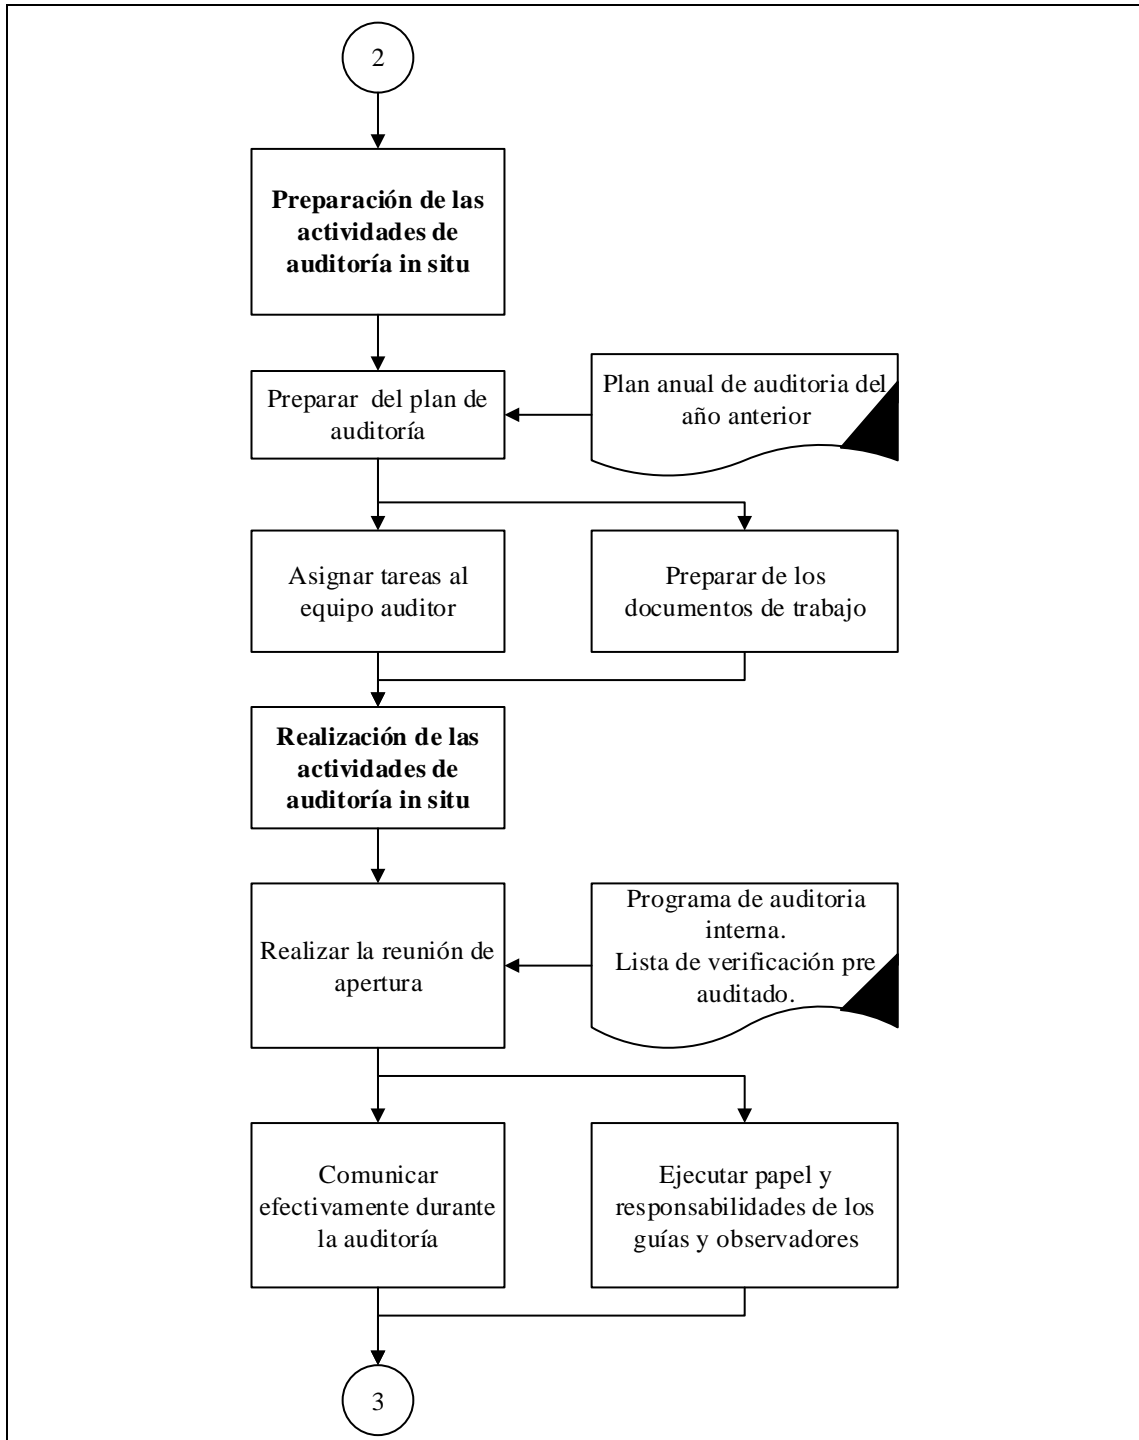 2
Preparación de las
actividades de
auditoría in situ
Preparar  del plan de
auditoría
Plan anual de auditoria del
año anterior
Asignar tareas al
equipo auditor
Preparar de los
documentos de trabajo
Realización de las
actividades de
auditoría in situ
Realizar la reunión de
apertura
Programa de auditoria
interna.
Lista de verificación pre
auditado.
Comunicar
efectivamente durante
la auditoría
Ejecutar papel y
responsabilidades de los
guías y observadores
3